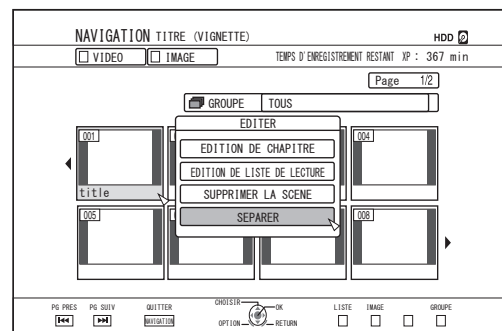 NAVIGATION TITRE (VIGNETTE) HDD
VIDEO IMAGE TEMPS D'ENREGISTREMENT RESTANT XP : 367 min
Page 1/2
GROUPE TOUS
EDITER
001 004
EDITION DE CHAPITRE
EDITION DE LISTE DE LECTURE
title SUPPRIMER LA SCENE
005 SEPARER 008
PG PRES PG SUIV QUITTER CHOISIR OK LISTE IMAGE GROUPE
NAVIGATION OPTION RETURN